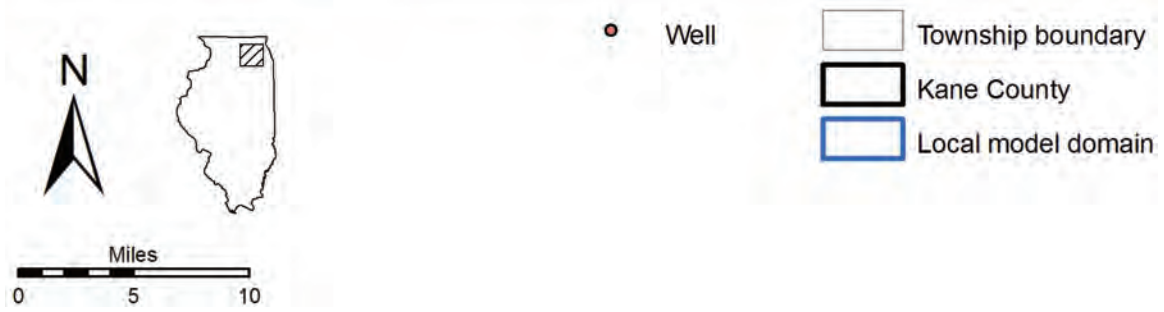 N
Miles
0 5 10
Well
Township boundary
Kane County
Local model domain